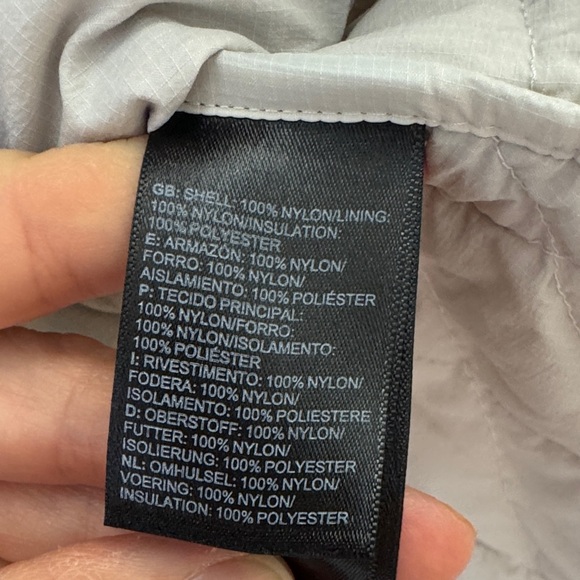 GB: SHELL: 100% NYLON/LINING:
100% NYLON/INSULATION:
100% POLYESTER
E: ARMAZÓN: 100% NYLON/
FORRO: 100% NYLON/
AISLAMIENTO: 100% POLIÉSTER
P: TECIDO PRINCIPAL:
100% NYLON/FORRO:
100% NYLON/ISOLAMENTO:
100% POLIÉSTER
I: RIVESTIMENTO: 100% NYLON/
FODERA: 100% NYLON/
ISOLAMENTO: 100% POLIESTERE
D: OBERSTOFF: 100% NYLON/
FUTTER: 100% NYLON/
ISOLIERUNG: 100% POLYESTER
NL: OMHULSEL: 100% NYLON/
VOERING: 100% NYLON/
INSULATION: 100% POLYESTER